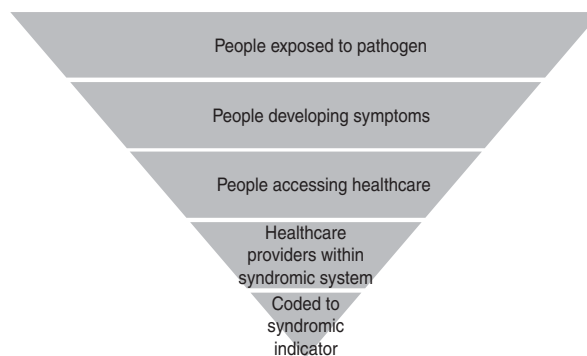 People exposed to pathogen
People developing symptoms
People accessing healthcare
Healthcare
providers within
syndromic system
Coded to
syndromic
indicator